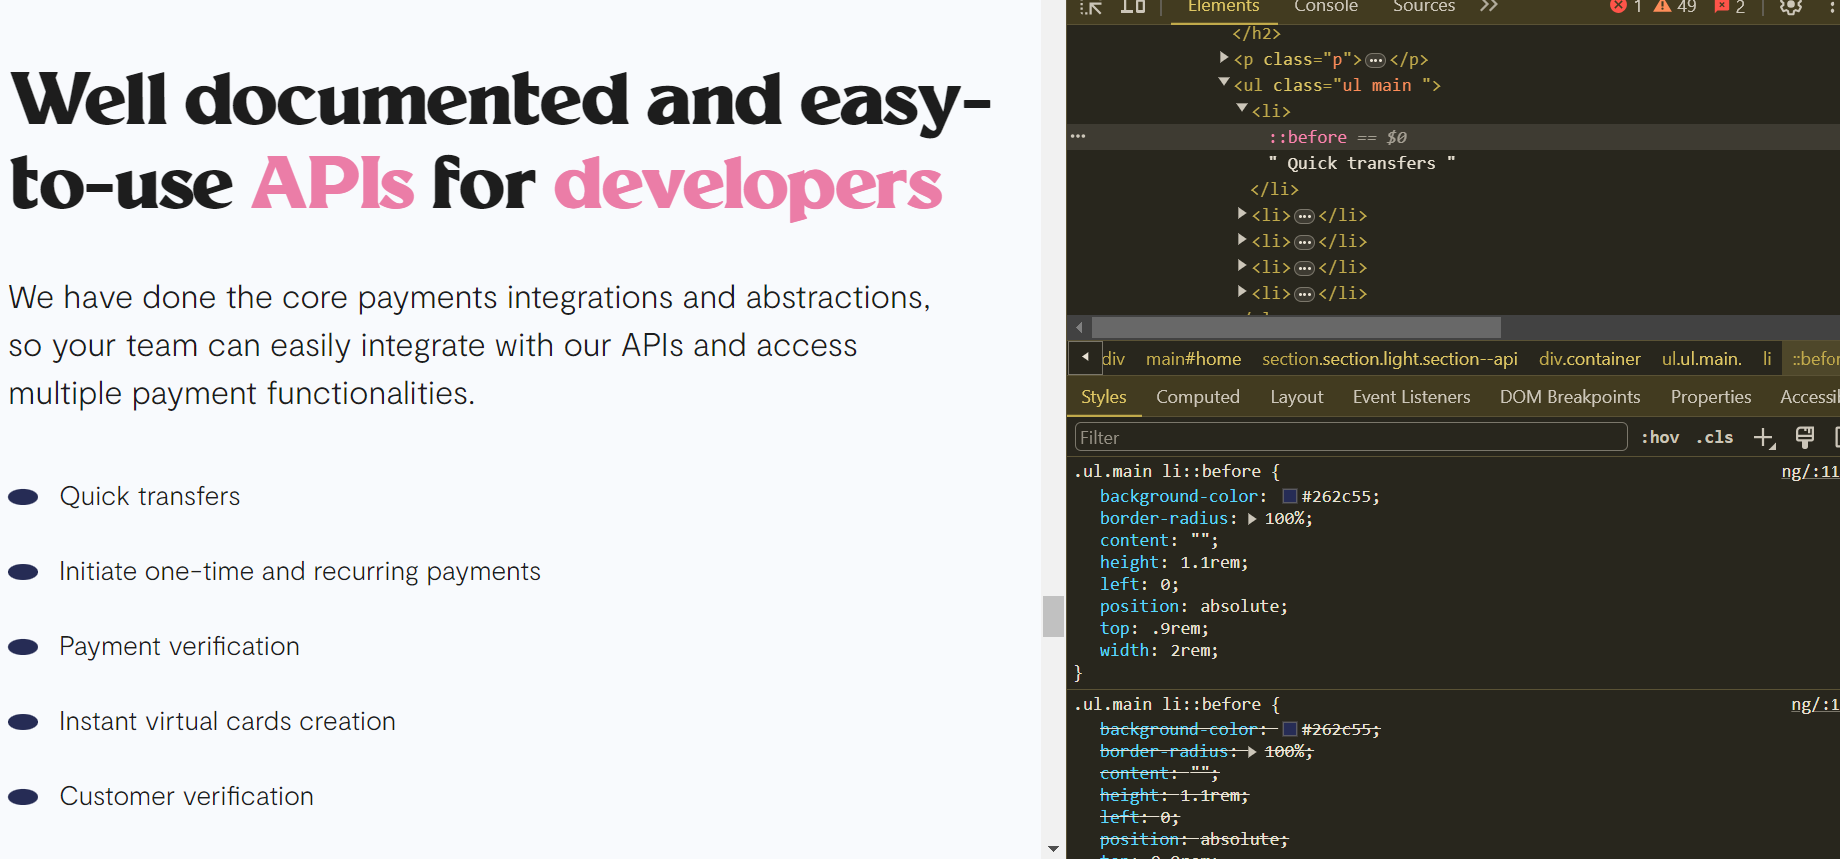 Well documented and easy-
to-use APIs for developers
We have done the core payments integrations and abstractions,
so your team can easily integrate with our APIs and access
multiple payment functionalities.
Quick transfers
Initiate one-time and recurring payments
Payment verification
Instant virtual cards creation
Customer verification
Elements Console Sources 1 49 2
</h2>
<p class="p"> </p>
<ul class="ul main ">
<li>
::before == $0
" Quick transfers "
</li>
<li> </li>
<li> </li>
<li> </li>
<li> </li>
div main#home section.section.light.section--api div.container ul.ul.main. li ::befor
Styles Computed Layout Event Listeners DOM Breakpoints Properties Accessi
Filter :hov .cls
.ul.main li::before { ng/:11
background-color: #262c55;
border-radius: 100%;
content: "";
height: 1.1rem;
left: 0;
position: absolute;
top: .9rem;
width: 2rem;
}
.ul.main li::before { ng/:1
background-color: #262c55;
border-radius: 100%;
content: "";
height: 1.1rem;
left: 0;
position: absolute;